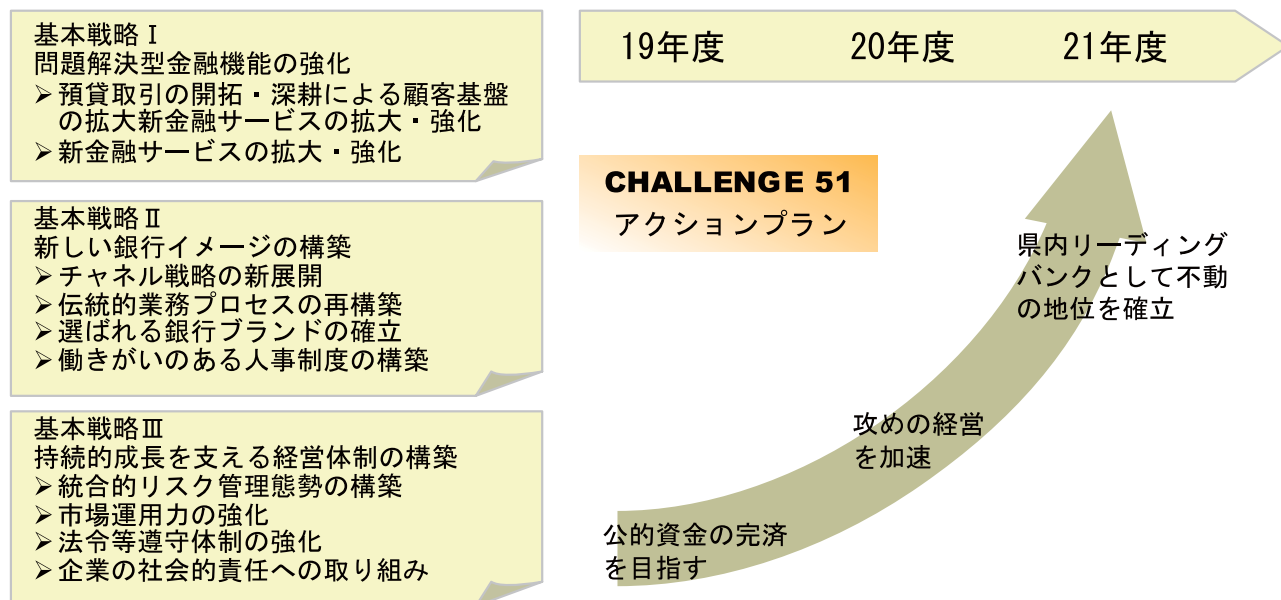 基本戦略Ⅰ
問題解決型金融機能の強化
➢預貸取引の開拓・深耕による顧客基盤
の拡大新金融サービスの拡大・強化
➢新金融サービスの拡大・強化
基本戦略Ⅱ
新しい銀行イメージの構築
➢チャネル戦略の新展開
➢伝統的業務プロセスの再構築
➢選ばれる銀行ブランドの確立
➢働きがいのある人事制度の構築
基本戦略Ⅲ
持続的成長を支える経営体制の構築
➢統合的リスク管理態勢の構築
➢市場運用力の強化
➢法令等遵守体制の強化
➢企業の社会的責任への取り組み
19年度 20年度 21年度
CHALLENGE 51
アクションプラン
県内リーディング
バンクとして不動
の地位を確立
攻めの経営
を加速
公的資金の完済
を目指す